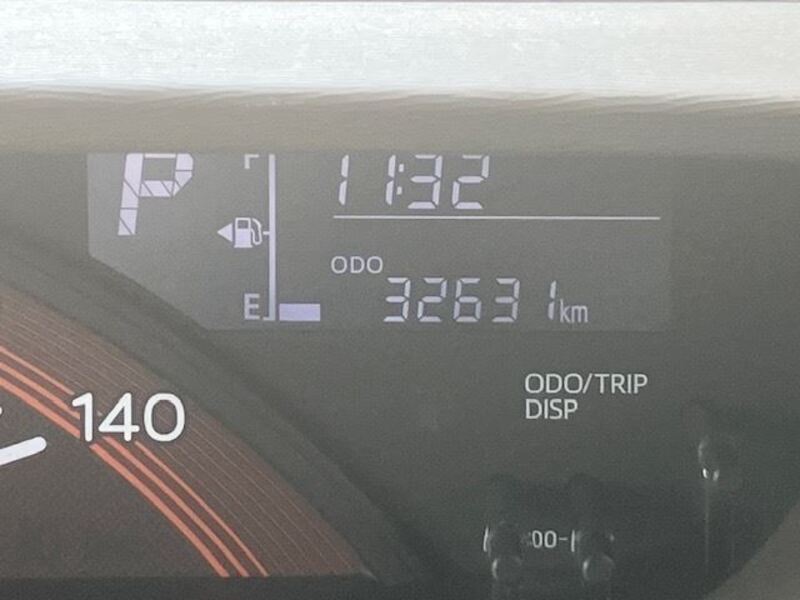 P
11:32
ODO
E
32631km
ODO/TRIP
DISP
140